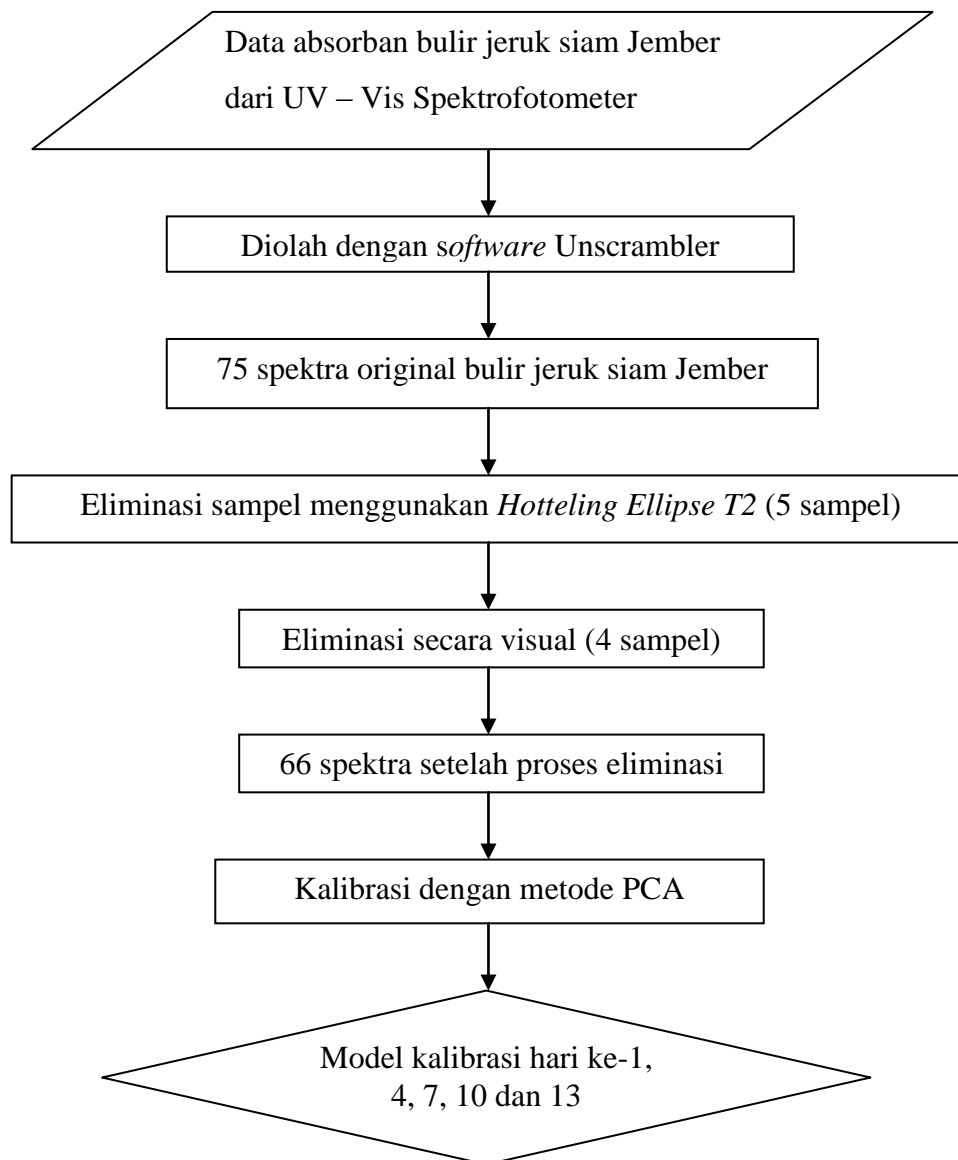 Data absorban bulir jeruk siam Jember
dari UV – Vis Spektrofotometer
Diolah dengan software Unscrambler
75 spektra original bulir jeruk siam Jember
Eliminasi sampel menggunakan Hotteling Ellipse T2 (5 sampel)
Eliminasi secara visual (4 sampel)
66 spektra setelah proses eliminasi
Kalibrasi dengan metode PCA
Model kalibrasi hari ke-1,
4, 7, 10 dan 13